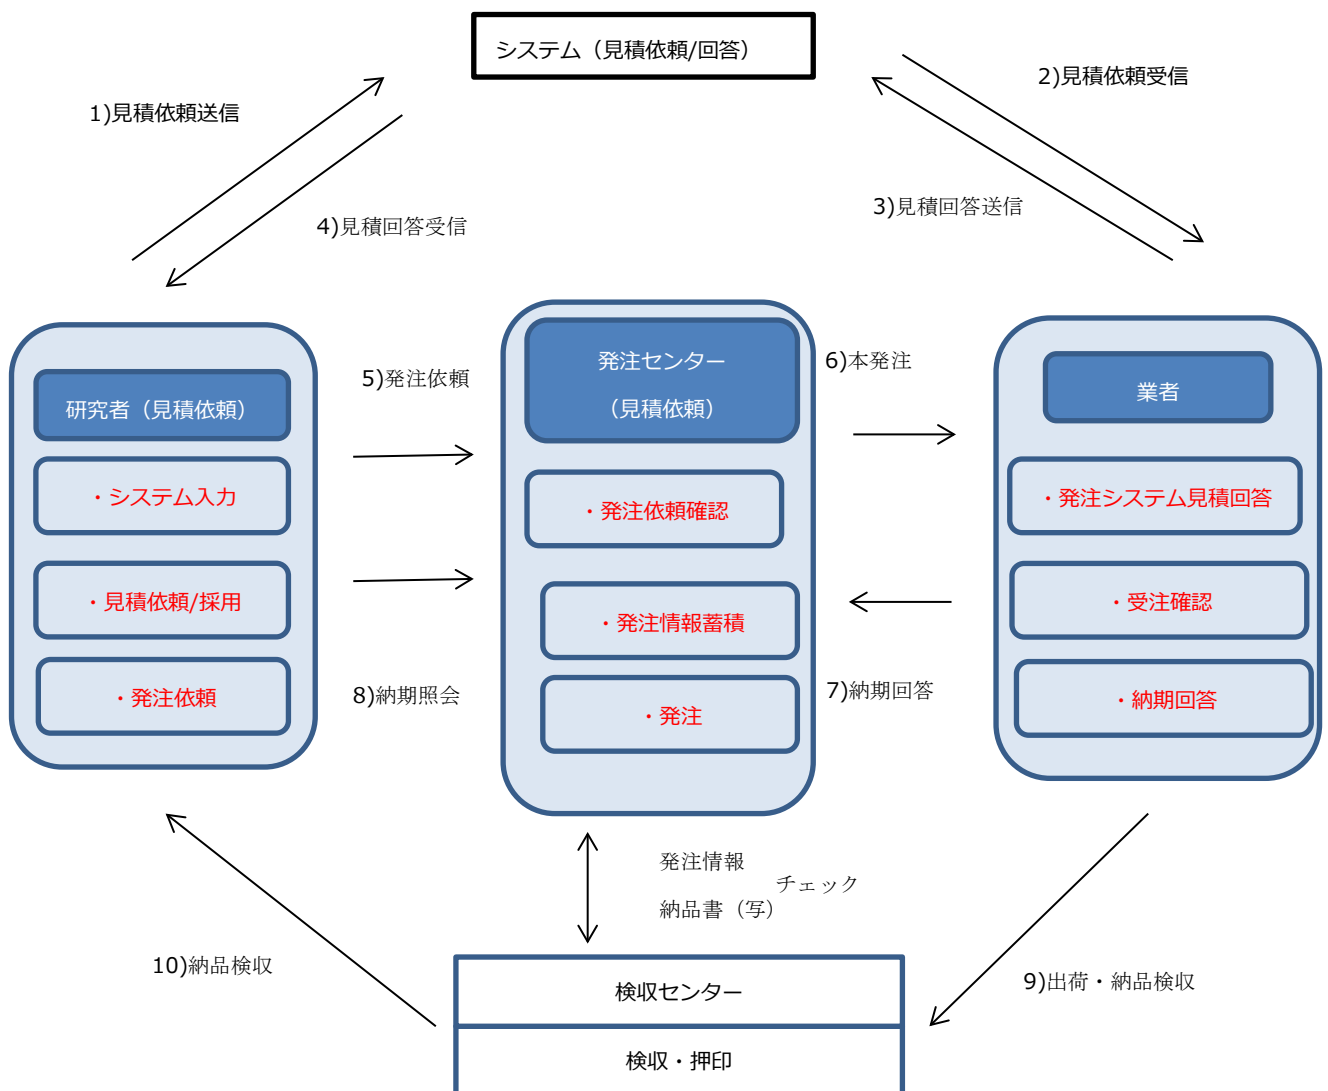 システム（見積依頼/回答）
1)見積依頼送信
2)見積依頼受信
3)見積回答送信
4)見積回答受信
研究者（見積依頼）
・システム入力
・見積依頼/採用
・発注依頼
5)発注依頼
8)納期照会
発注センター
（見積依頼）
・発注依頼確認
・発注情報蓄積
・発注
6)本発注
7)納期回答
業者
・発注システム見積回答
・受注確認
・納期回答
発注情報
チェック
納品書（写）
10)納品検収
9)出荷・納品検収
検収センター
検収・押印